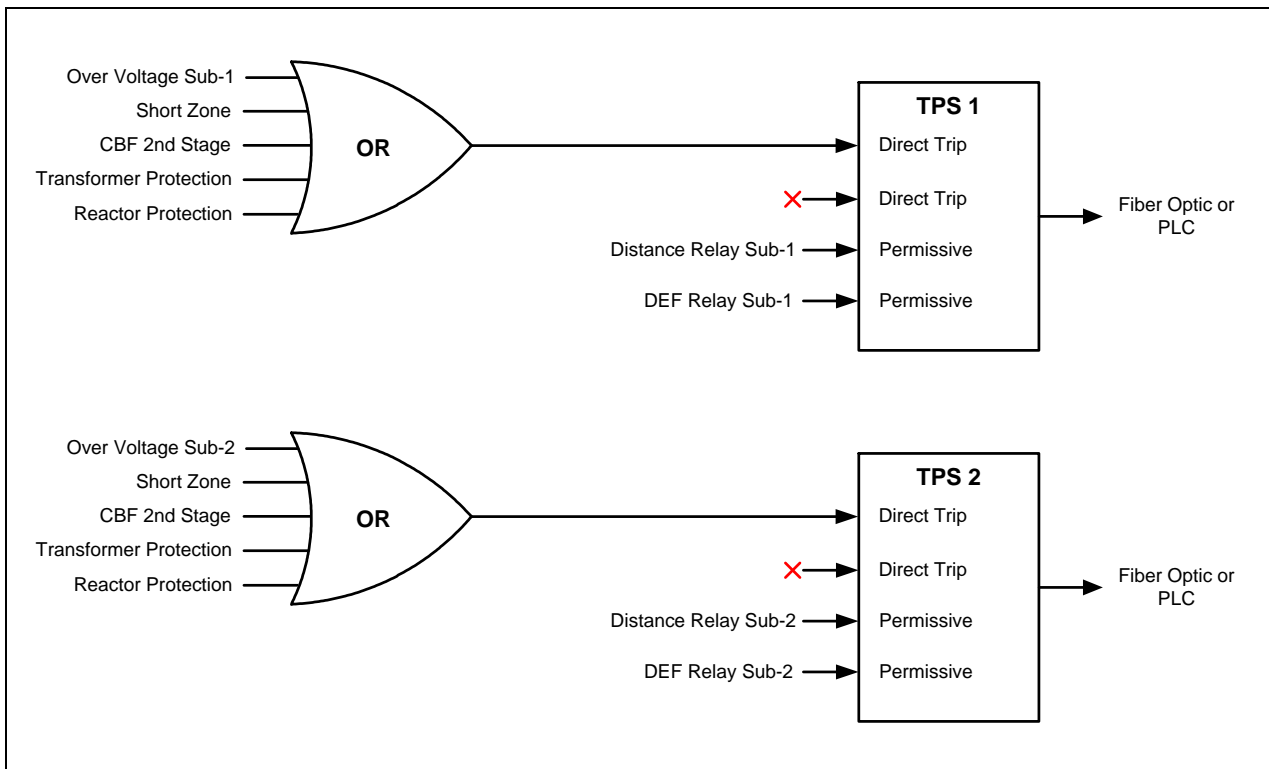 Over Voltage Sub-1
Short Zone
CBF 2nd Stage
Transformer Protection
Reactor Protection
OR
TPS 1
Direct Trip
Direct Trip
Distance Relay Sub-1
Permissive
DEF Relay Sub-1
Permissive
Fiber Optic or
PLC
Over Voltage Sub-2
Short Zone
CBF 2nd Stage
Transformer Protection
Reactor Protection
OR
TPS 2
Direct Trip
Direct Trip
Distance Relay Sub-2
Permissive
DEF Relay Sub-2
Permissive
Fiber Optic or
PLC